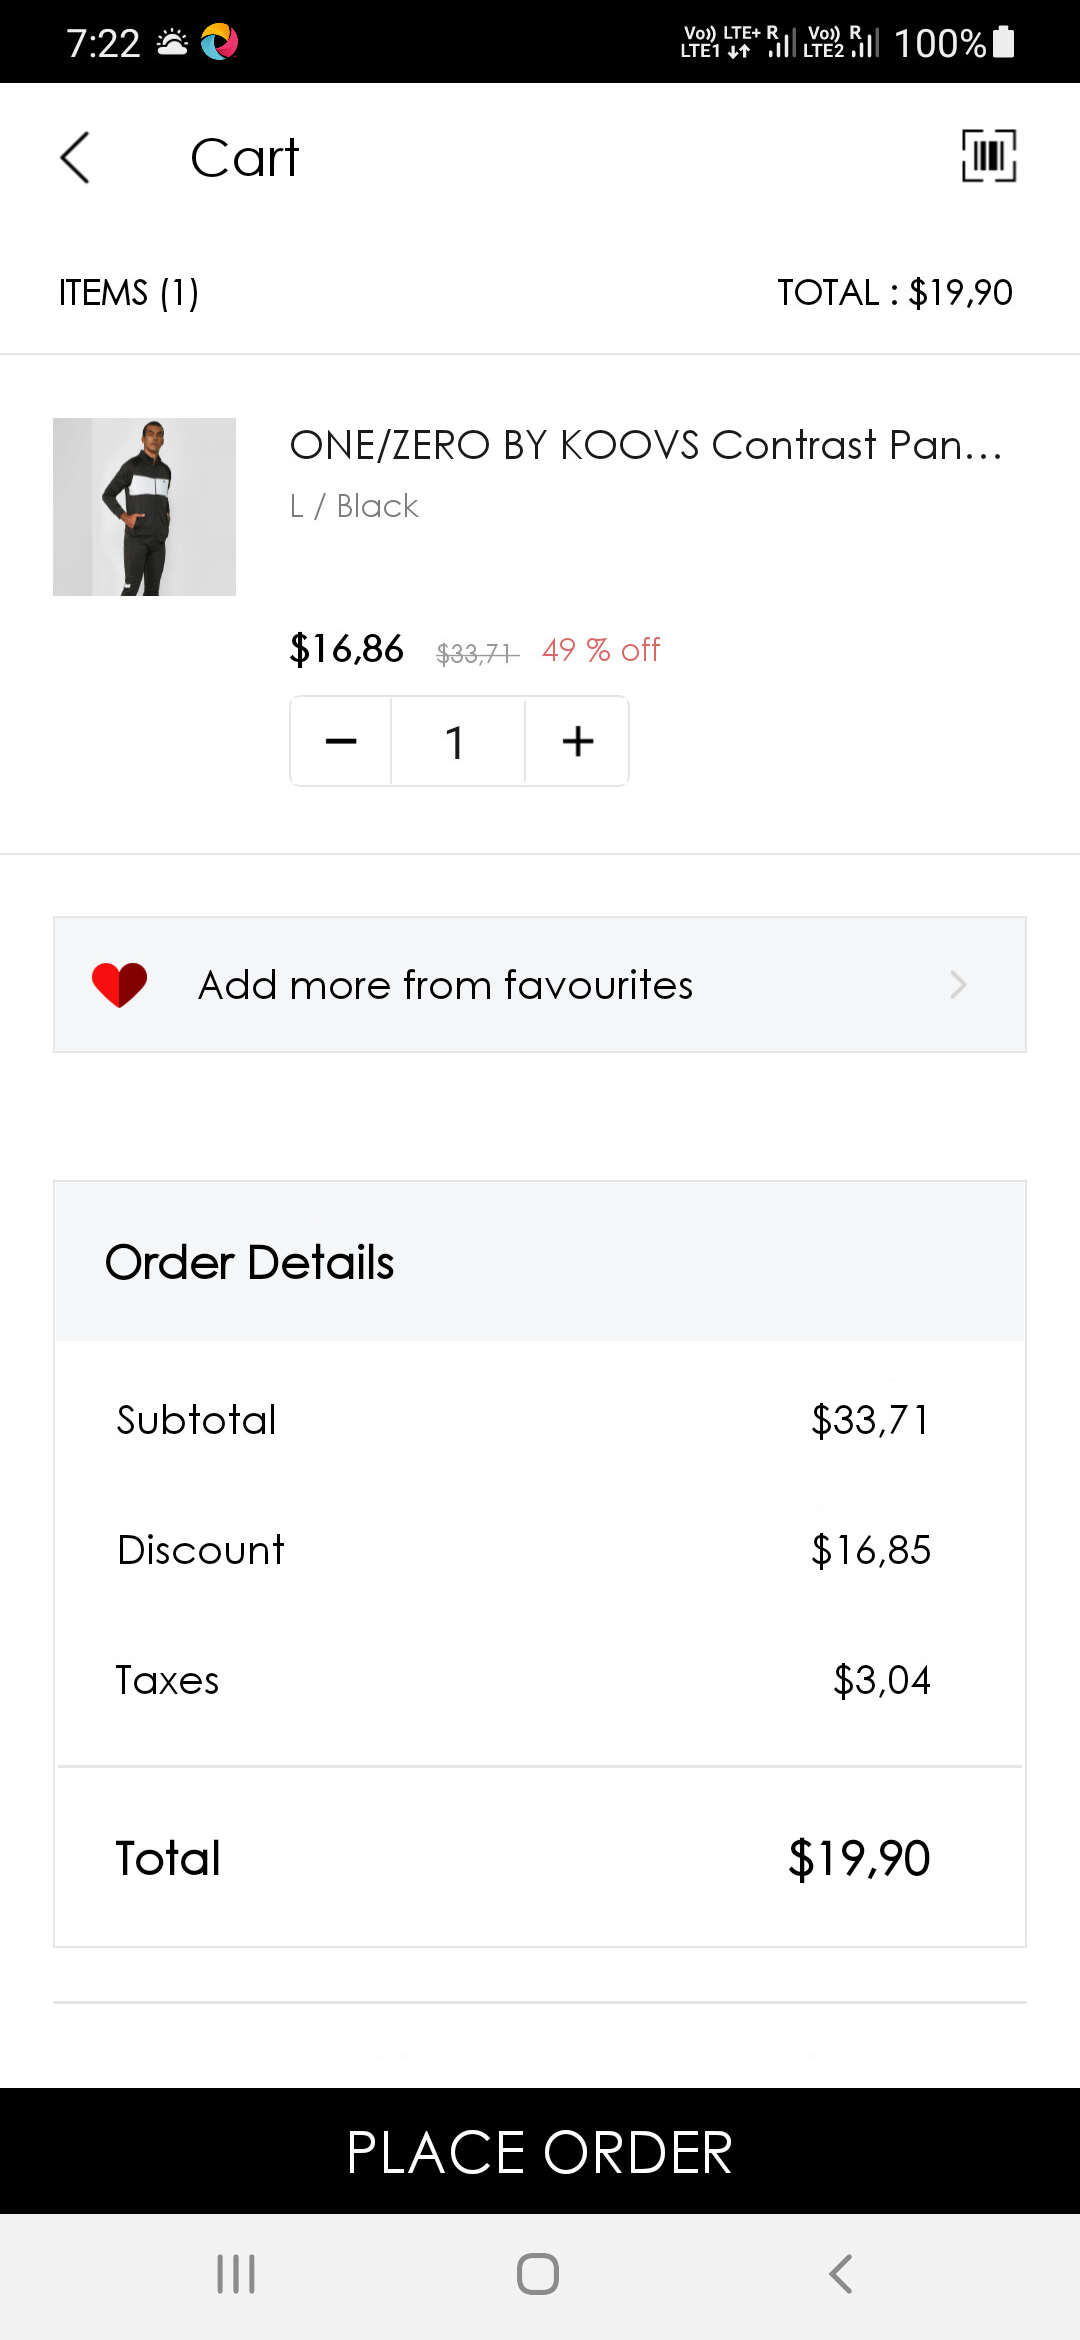 7:22 Vo)) LTE+ R LTE1 Vo)) R LTE2 100%
Cart
ITEMS (1) TOTAL : $19,90
ONE/ZERO BY KOOVS Contrast Pan...
L / Black
$16,86 $33,71 49 % off
1
Add more from favourites
Order Details
Subtotal $33,71
Discount $16,85
Taxes $3,04
Total $19,90
PLACE ORDER